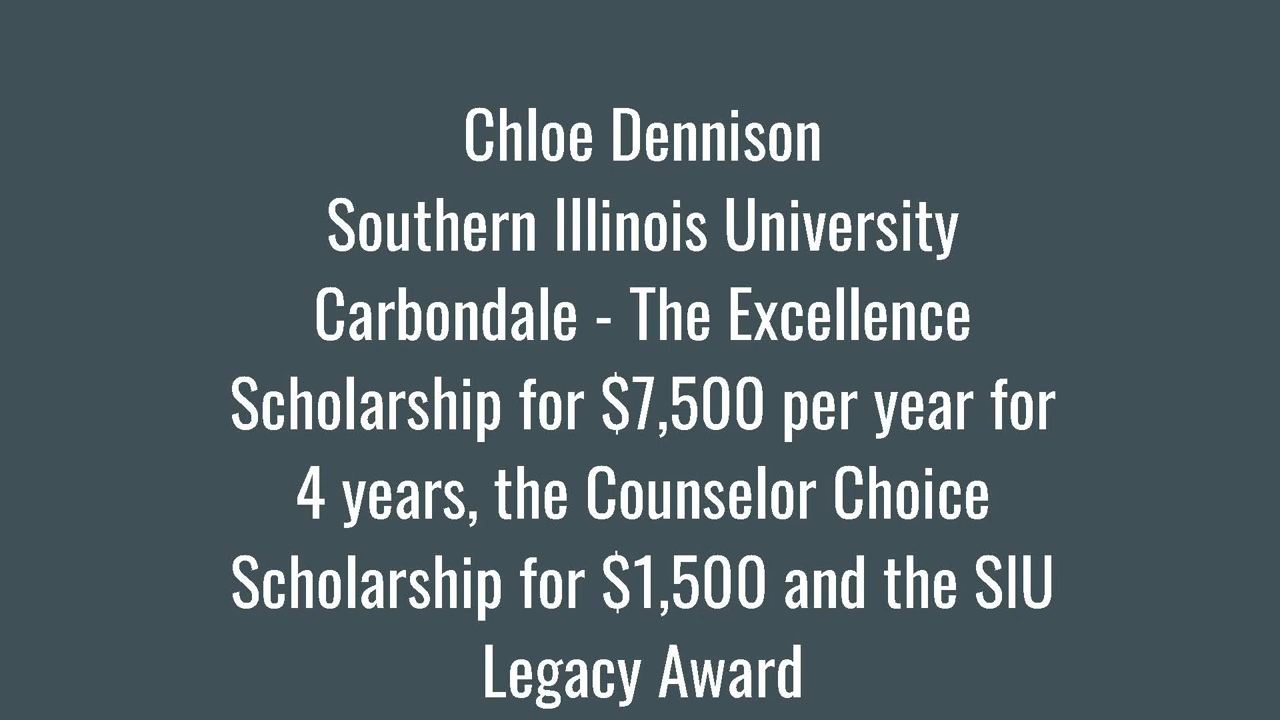 Chloe Dennison
Southern Illinois University
Carbondale - The Excellence
Scholarship for $7,500 per year for
4 years, the Counselor Choice
Scholarship for $1,500 and the SIU
Legacy Award